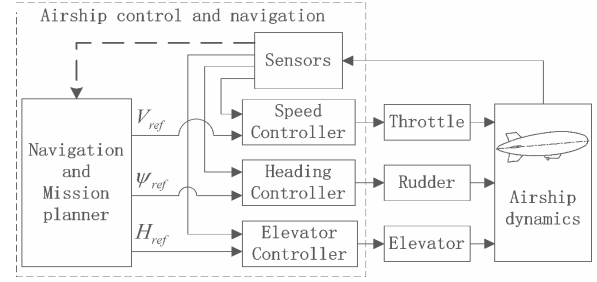 Airship control and navigation
Sensors
Navigation
and
Mission
planner
V_ref
ψ_ref
H_ref
Speed
Controller
Heading
Controller
Elevator
Controller
Throttle
Rudder
Elevator
Airship
dynamics